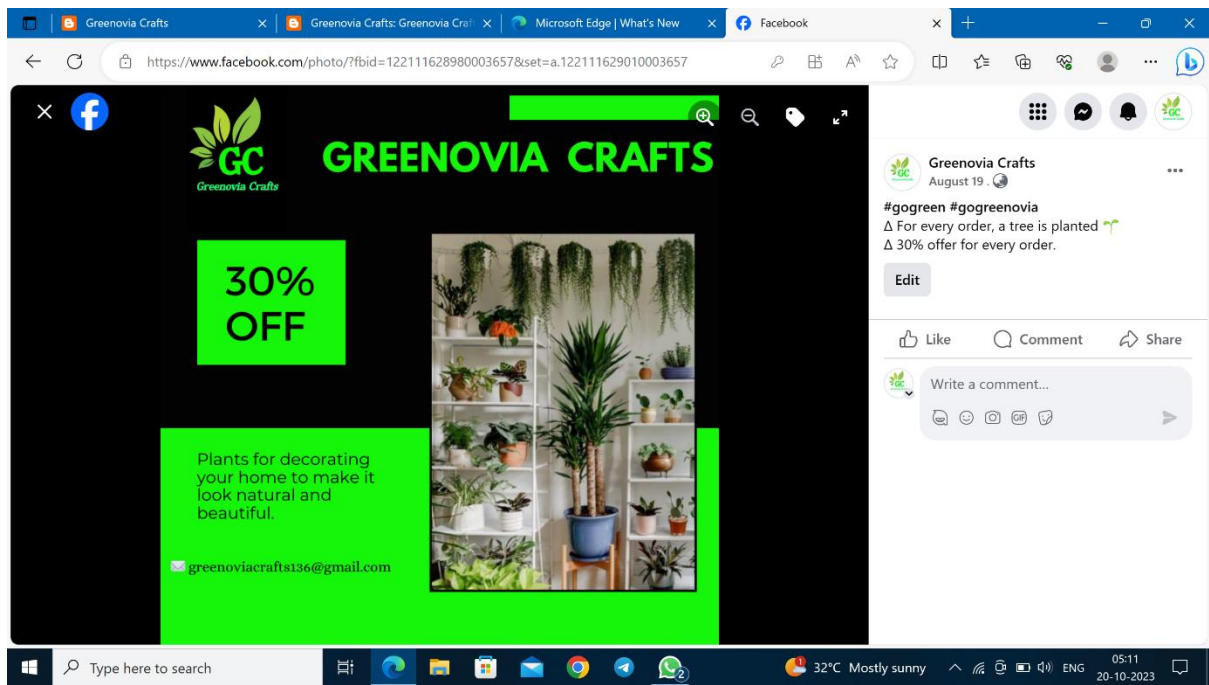 Greenovia Crafts
Greenovia Crafts: Greenovia Craf
Microsoft Edge | What's New
Facebook
https://www.facebook.com/photo/?fbid=122111628980003657&set=a.122111629010003657
GC
Greenovia Crafts
GREENOVIA CRAFTS
30%
OFF
Plants for decorating
your home to make it
look natural and
beautiful.
greenoviacrafts136@gmail.com
Greenovia Crafts
August 19 .
#gogreen #gogreenovia
∆ For every order, a tree is planted 🌱
∆ 30% offer for every order.
Edit
Like Comment Share
Write a comment...
GIF
Type here to search
2
1
32°C Mostly sunny
ENG
05:11
20-10-2023